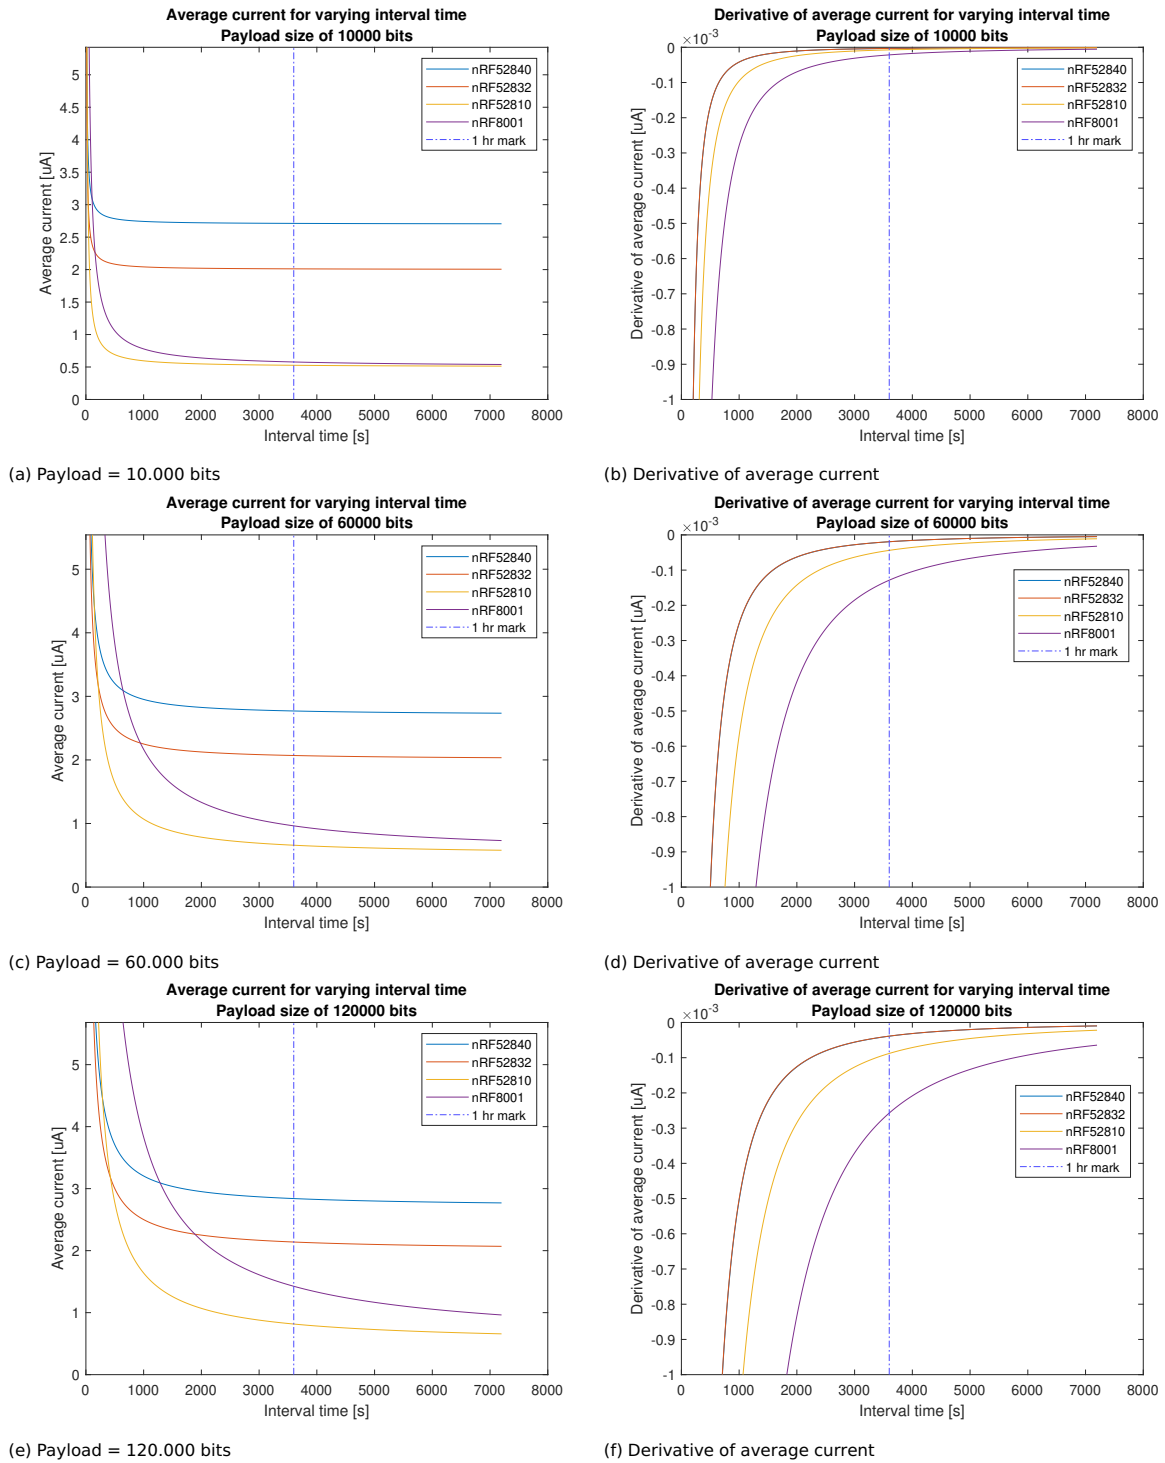 Average current for varying interval time
Payload size of 10000 bits
5
4.5
4
3.5
3
2.5
2
1.5
1
0.5
0
0 1000 2000 3000 4000 5000 6000 7000 8000
Average current [uA]
Interval time [s]
nRF52840
nRF52832
nRF52810
nRF8001
1 hr mark
(a) Payload = 10.000 bits
Derivative of average current for varying interval time
Payload size of 10000 bits
×10-3
0
-0.1
-0.2
-0.3
-0.4
-0.5
-0.6
-0.7
-0.8
-0.9
-1
0 1000 2000 3000 4000 5000 6000 7000 8000
Derivative of average current [uA]
Interval time [s]
nRF52840
nRF52832
nRF52810
nRF8001
1 hr mark
(b) Derivative of average current
Average current for varying interval time
Payload size of 60000 bits
5
4
3
2
1
0
0 1000 2000 3000 4000 5000 6000 7000 8000
Average current [uA]
Interval time [s]
nRF52840
nRF52832
nRF52810
nRF8001
1 hr mark
(c) Payload = 60.000 bits
Derivative of average current for varying interval time
Payload size of 60000 bits
×10-3
0
-0.1
-0.2
-0.3
-0.4
-0.5
-0.6
-0.7
-0.8
-0.9
-1
0 1000 2000 3000 4000 5000 6000 7000 8000
Derivative of average current [uA]
Interval time [s]
nRF52840
nRF52832
nRF52810
nRF8001
1 hr mark
(d) Derivative of average current
Average current for varying interval time
Payload size of 120000 bits
5
4
3
2
1
0
0 1000 2000 3000 4000 5000 6000 7000 8000
Average current [uA]
Interval time [s]
nRF52840
nRF52832
nRF52810
nRF8001
1 hr mark
(e) Payload = 120.000 bits
Derivative of average current for varying interval time
Payload size of 120000 bits
×10-3
0
-0.1
-0.2
-0.3
-0.4
-0.5
-0.6
-0.7
-0.8
-0.9
-1
0 1000 2000 3000 4000 5000 6000 7000 8000
Derivative of average current [uA]
Interval time [s]
nRF52840
nRF52832
nRF52810
nRF8001
1 hr mark
(f) Derivative of average current